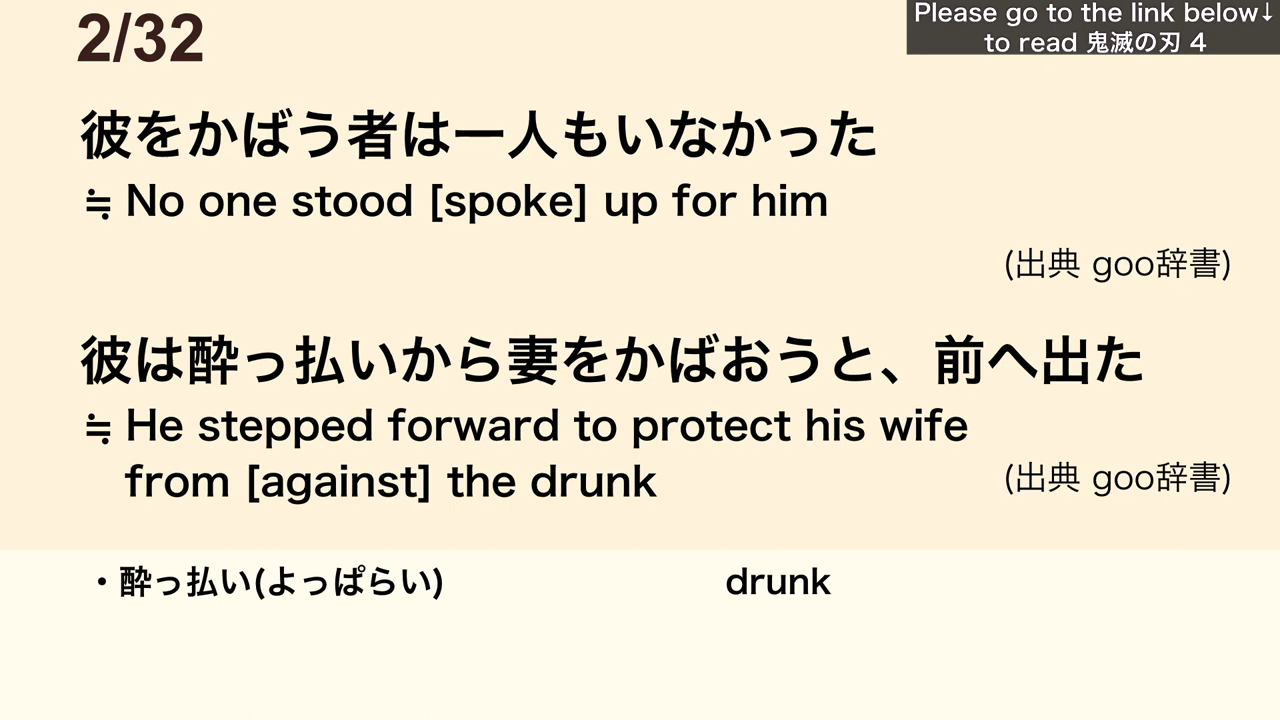 2/32
Please go to the link below↓
to read 鬼滅の刃 4
彼をかばう者は一人もいなかった
≒ No one stood [spoke] up for him
(出典 goo辞書)
彼は酔っ払いから妻をかばおうと、前へ出た
≒ He stepped forward to protect his wife
from [against] the drunk
(出典 goo辞書)
・酔っ払い(よっぱらい) drunk